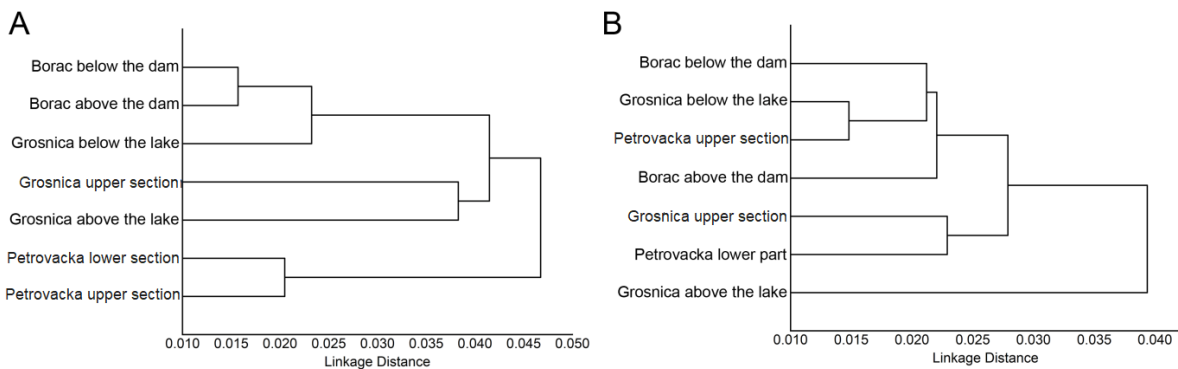 A
Borac below the dam
Borac above the dam
Grosnica below the lake
Grosnica upper section
Grosnica above the lake
Petrovacka lower section
Petrovacka upper section
0.010 0.015 0.020 0.025 0.030 0.035 0.040 0.045 0.050
Linkage Distance
B
Borac below the dam
Grosnica below the lake
Petrovacka upper section
Borac above the dam
Grosnica upper section
Petrovacka lower part
Grosnica above the lake
0.010 0.015 0.020 0.025 0.030 0.035 0.040
Linkage Distance